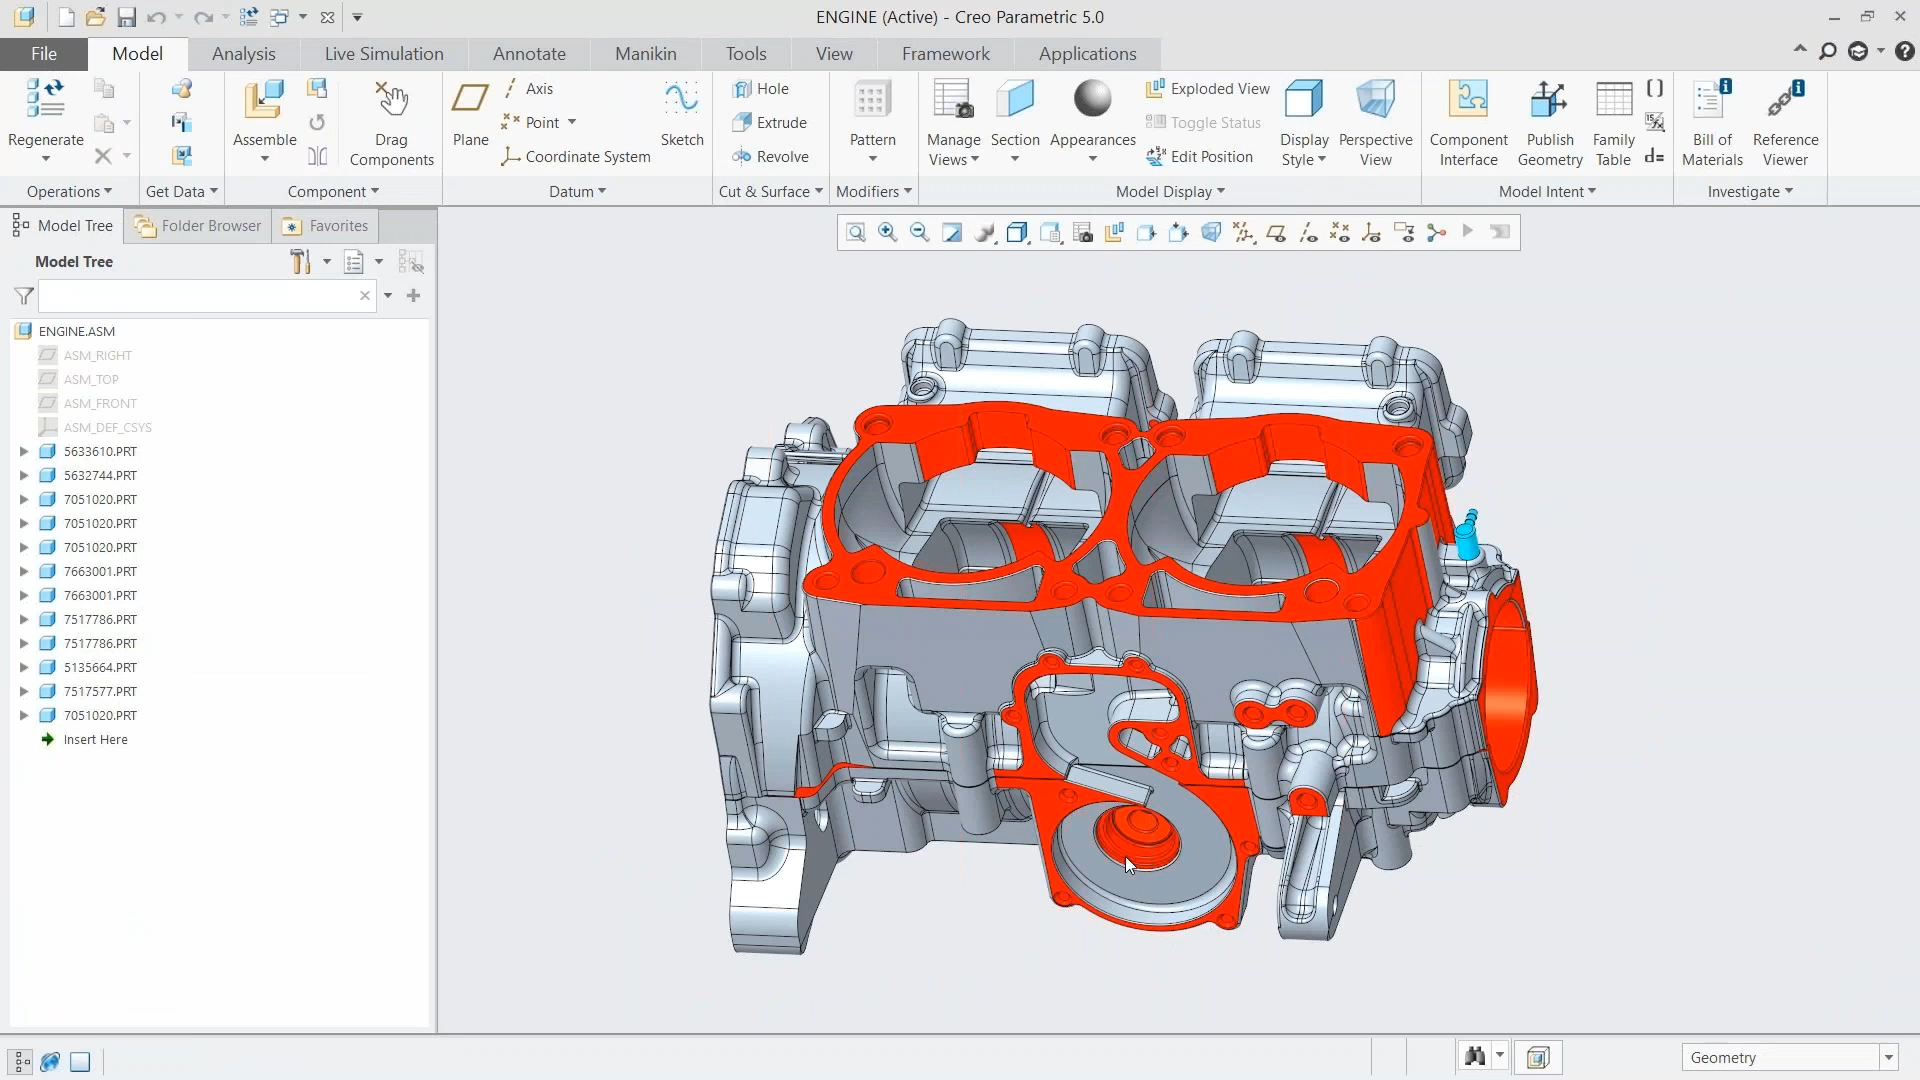 ENGINE (Active) - Creo Parametric 5.0
File Model Analysis Live Simulation Annotate Manikin Tools View Framework Applications
Regenerate
Operations
Get Data
Assemble
Drag
Components
Component
Plane
Axis
Point
Coordinate System
Sketch
Datum
Hole
Extrude
Revolve
Cut & Surface
Pattern
Modifiers
Manage
Views
Section
Appearances
Exploded View
Toggle Status
Edit Position
Display
Style
Perspective
View
Model Display
Component
Interface
Publish
Geometry
Family
Table
d=
Model Intent
Bill of
Materials
Reference
Viewer
Investigate
Model Tree Folder Browser Favorites
Model Tree
ENGINE.ASM
ASM_RIGHT
ASM_TOP
ASM_FRONT
ASM_DEF_CSYS
5633610.PRT
5632744.PRT
7051020.PRT
7051020.PRT
7051020.PRT
7663001.PRT
7663001.PRT
7517786.PRT
7517786.PRT
5135664.PRT
7517577.PRT
7051020.PRT
Insert Here
Geometry